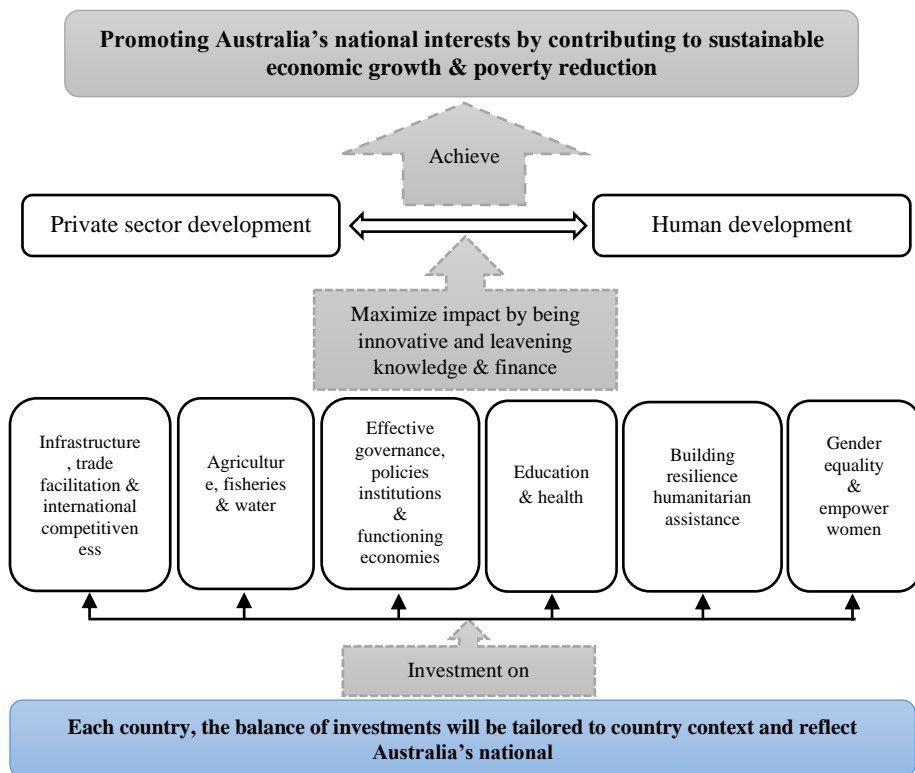 Promoting Australia’s national interests by contributing to sustainable
economic growth & poverty reduction
Achieve
Private sector development
Human development
Maximize impact by being
innovative and leavening
knowledge & finance
Infrastructure
, trade
facilitation &
international
competitiven
ess
Agricultur
e, fisheries
& water
Effective
governance,
policies
institutions
&
functioning
economies
Education
& health
Building
resilience
humanitarian
assistance
Gender
equality
&
empower
women
Investment on
Each country, the balance of investments will be tailored to country context and reflect
Australia’s national